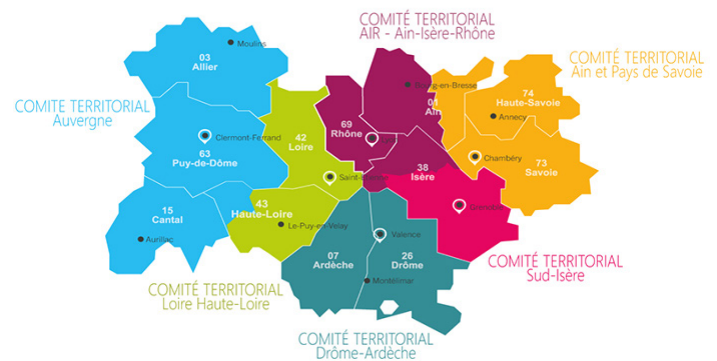 COMITÉ TERRITORIAL
AIR - Ain-Isère-Rhône
COMITÉ TERRITORIAL
Ain et Pays de Savoie
COMITE TERRITORIAL
Auvergne
03
Allier
Moulins
Clermont-Ferrand
63
Puy-de-Dôme
15
Cantal
Aurillac
42
Loire
Saint-Etienne
43
Haute-Loire
Le-Puy-en-Velay
69
Rhône
Lyon
Bourg-en-Bresse
01
Ain
38
Isère
Grenoble
74
Haute-Savoie
Annecy
Chambéry
73
Savoie
Valence
07
Ardèche
26
Drôme
Montélimar
COMITÉ TERRITORIAL
Sud-Isère
COMITÉ TERRITORIAL
Loire Haute-Loire
COMITÉ TERRITORIAL
Drôme-Ardèche